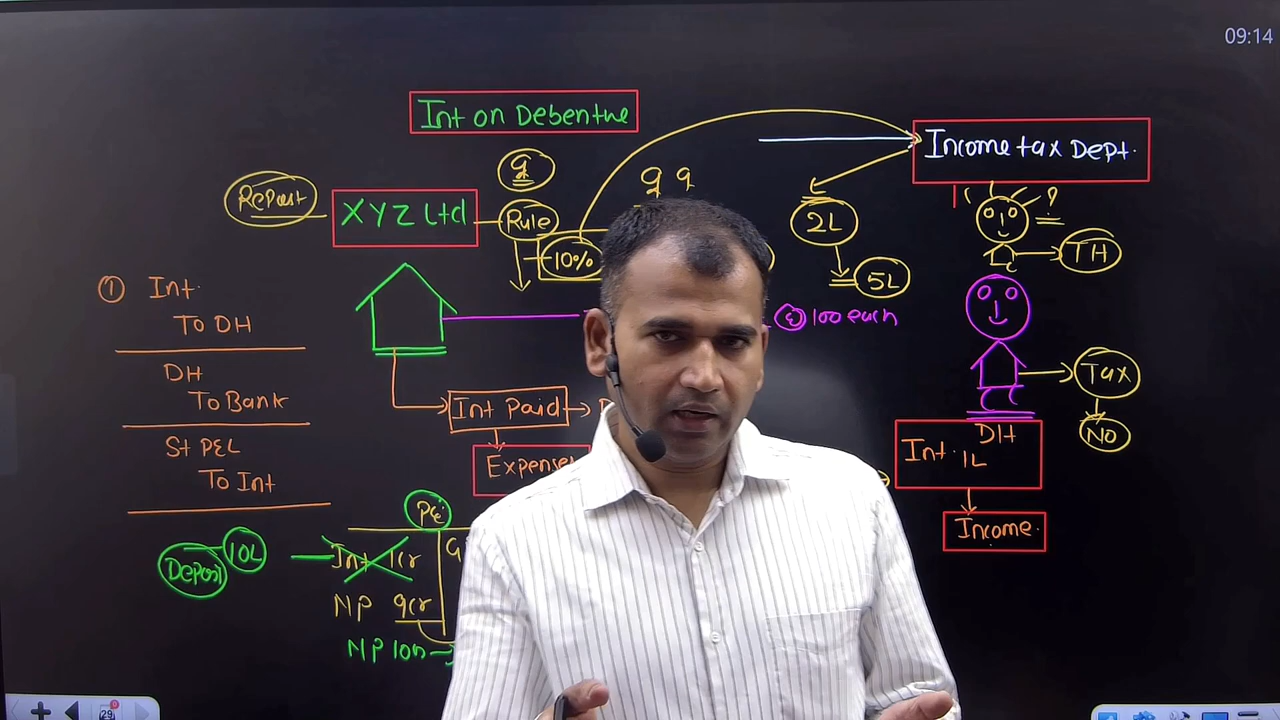 09:14
Int on Debenture
Income tax Dept.
Report
XYZ Ltd
Rule
10%
2L
5L
TH
① Int.
To DH
100 each
DH
To Bank
Int Paid
Tax
NO
St P&L
To Int
Expense
DH
Int. 1L
Income.
P&
10L
Deposit
Int 1cr
NP 9cr
NP 10cr
29